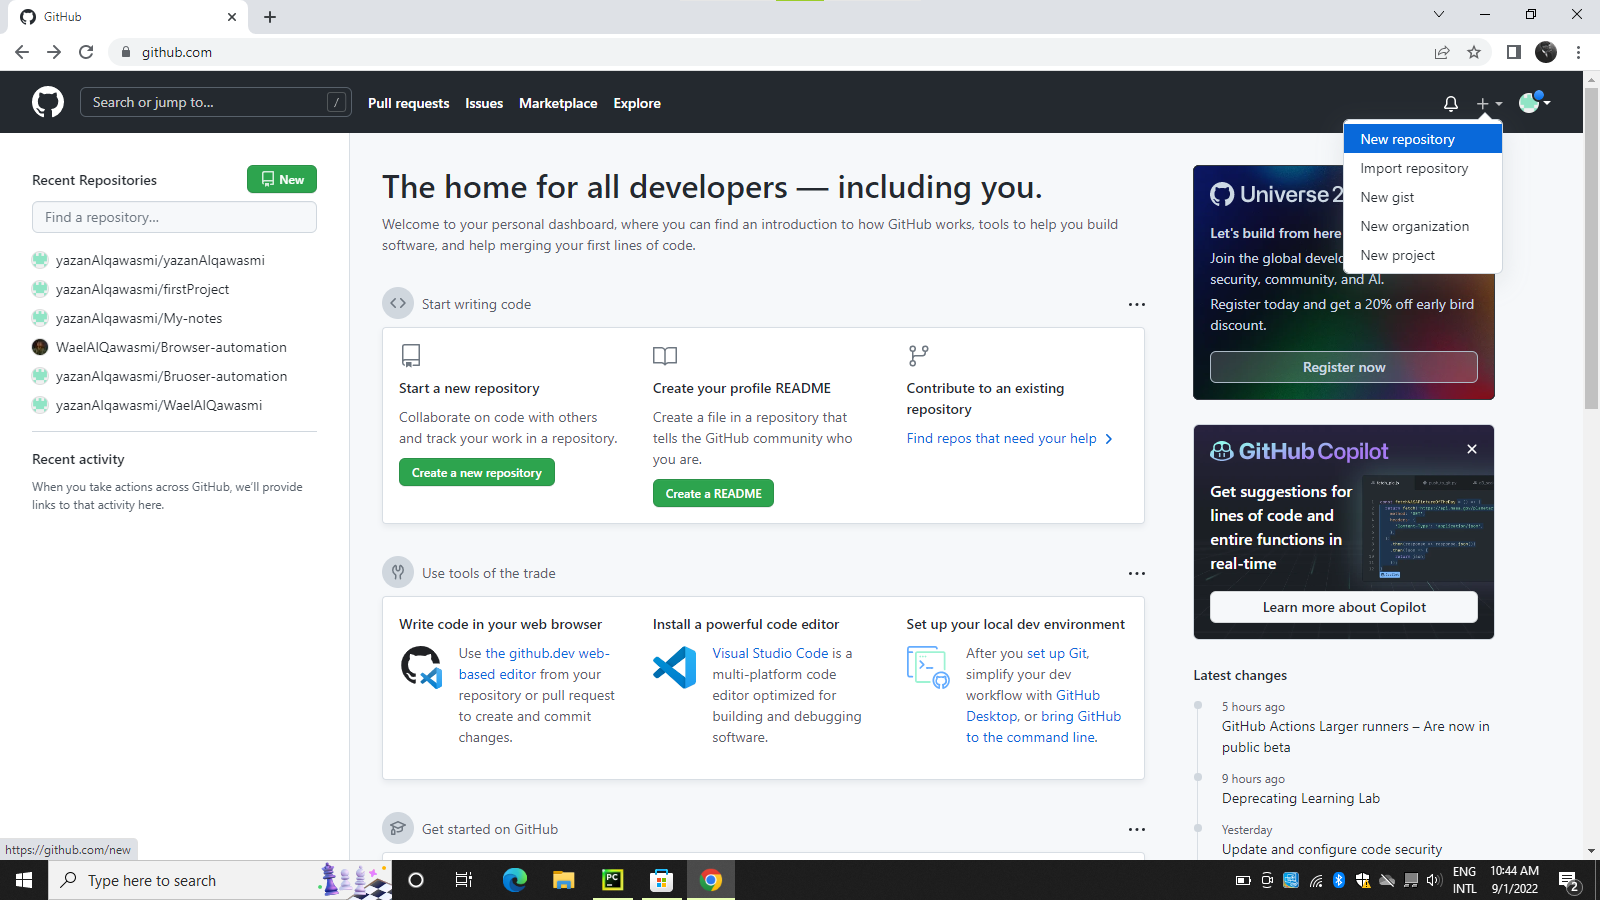 GitHub
github.com
Search or jump to...
/
Pull requests
Issues
Marketplace
Explore
New repository
Import repository
New gist
New organization
New project
Recent Repositories
New
Find a repository...
yazanAlqawasmi/yazanAlqawasmi
yazanAlqawasmi/firstProject
yazanAlqawasmi/My-notes
WaelAlQawasmi/Browser-automation
yazanAlqawasmi/Bruoser-automation
yazanAlqawasmi/WaelAlQawasmi
Recent activity
When you take actions across GitHub, we'll provide
links to that activity here.
The home for all developers — including you.
Welcome to your personal dashboard, where you can find an introduction to how GitHub works, tools to help you build
software, and help merging your first lines of code.
Start writing code
Start a new repository
Collaborate on code with others
and track your work in a repository.
Create a new repository
Create your profile README
Create a file in a repository that
tells the GitHub community who
you are.
Create a README
Contribute to an existing
repository
Find repos that need your help
Use tools of the trade
Write code in your web browser
Use the github.dev web-
based editor from your
repository or pull request
to create and commit
changes.
Install a powerful code editor
Visual Studio Code is a
multi-platform code
editor optimized for
building and debugging
software.
Set up your local dev environment
After you set up Git,
simplify your dev
workflow with GitHub
Desktop, or bring GitHub
to the command line.
Get started on GitHub
Universe 2
Let's build from here
Join the global develo
security, community, and AI.
Register today and get a 20% off early bird
discount.
Register now
GitHub Copilot
Get suggestions for
lines of code and
entire functions in
real-time
Learn more about Copilot
Latest changes
5 hours ago
GitHub Actions Larger runners – Are now in
public beta
9 hours ago
Deprecating Learning Lab
Yesterday
Update and configure code security
https://github.com/new
Type here to search
PC
ENG
INTL
10:44 AM
9/1/2022
2